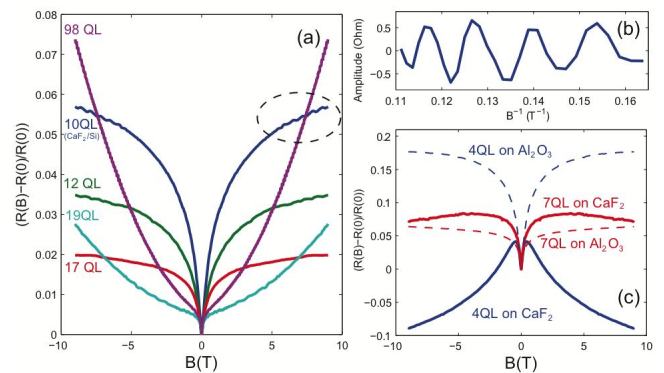 (a)
98 QL
10QL
(CaF2/Si)
12 QL
19QL
17 QL
(R(B)−R(0)/R(0))
0.08
0.07
0.06
0.05
0.04
0.03
0.02
0.01
0
−10
−5
0
5
10
B(T)
(b)
Amplitude (Ohm)
0.5
0
−0.5
0.11
0.12
0.13
0.14
0.15
0.16
B⁻¹ (T⁻¹)
(c)
4QL on Al₂O₃
7QL on CaF₂
7QL on Al₂O₃
4QL on CaF₂
(R(B)−R(0)/R(0))
0.2
0.15
0.1
0.05
0
−0.05
−0.1
−10
−5
0
5
10
B(T)